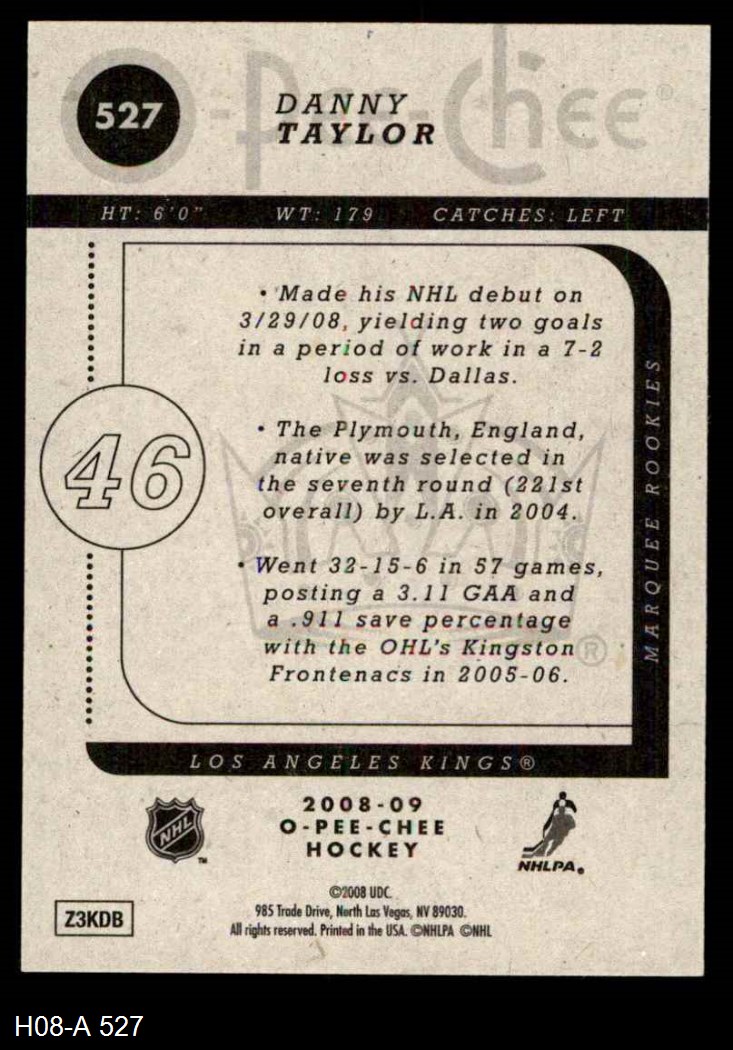 527
O-Pee-Chee®
DANNY
TAYLOR
HT: 6'0" WT: 179 CATCHES: LEFT
• Made his NHL debut on
3/29/08, yielding two goals
in a period of work in a 7-2
loss vs. Dallas.
46
• The Plymouth, England,
native was selected in
the seventh round (221st
overall) by L.A. in 2004.
• Went 32-15-6 in 57 games,
posting a 3.11 GAA and
a .911 save percentage
with the OHL's Kingston
Frontenacs in 2005-06.
®
MARQUEE ROOKIES
LOS ANGELES KINGS®
NHL
TM
2008-09
O-PEE-CHEE
HOCKEY
NHLPA®
©2008 UDC.
985 Trade Drive, North Las Vegas, NV 89030.
All rights reserved. Printed in the USA. ©NHLPA ©NHL
Z3KDB
H08-A 527